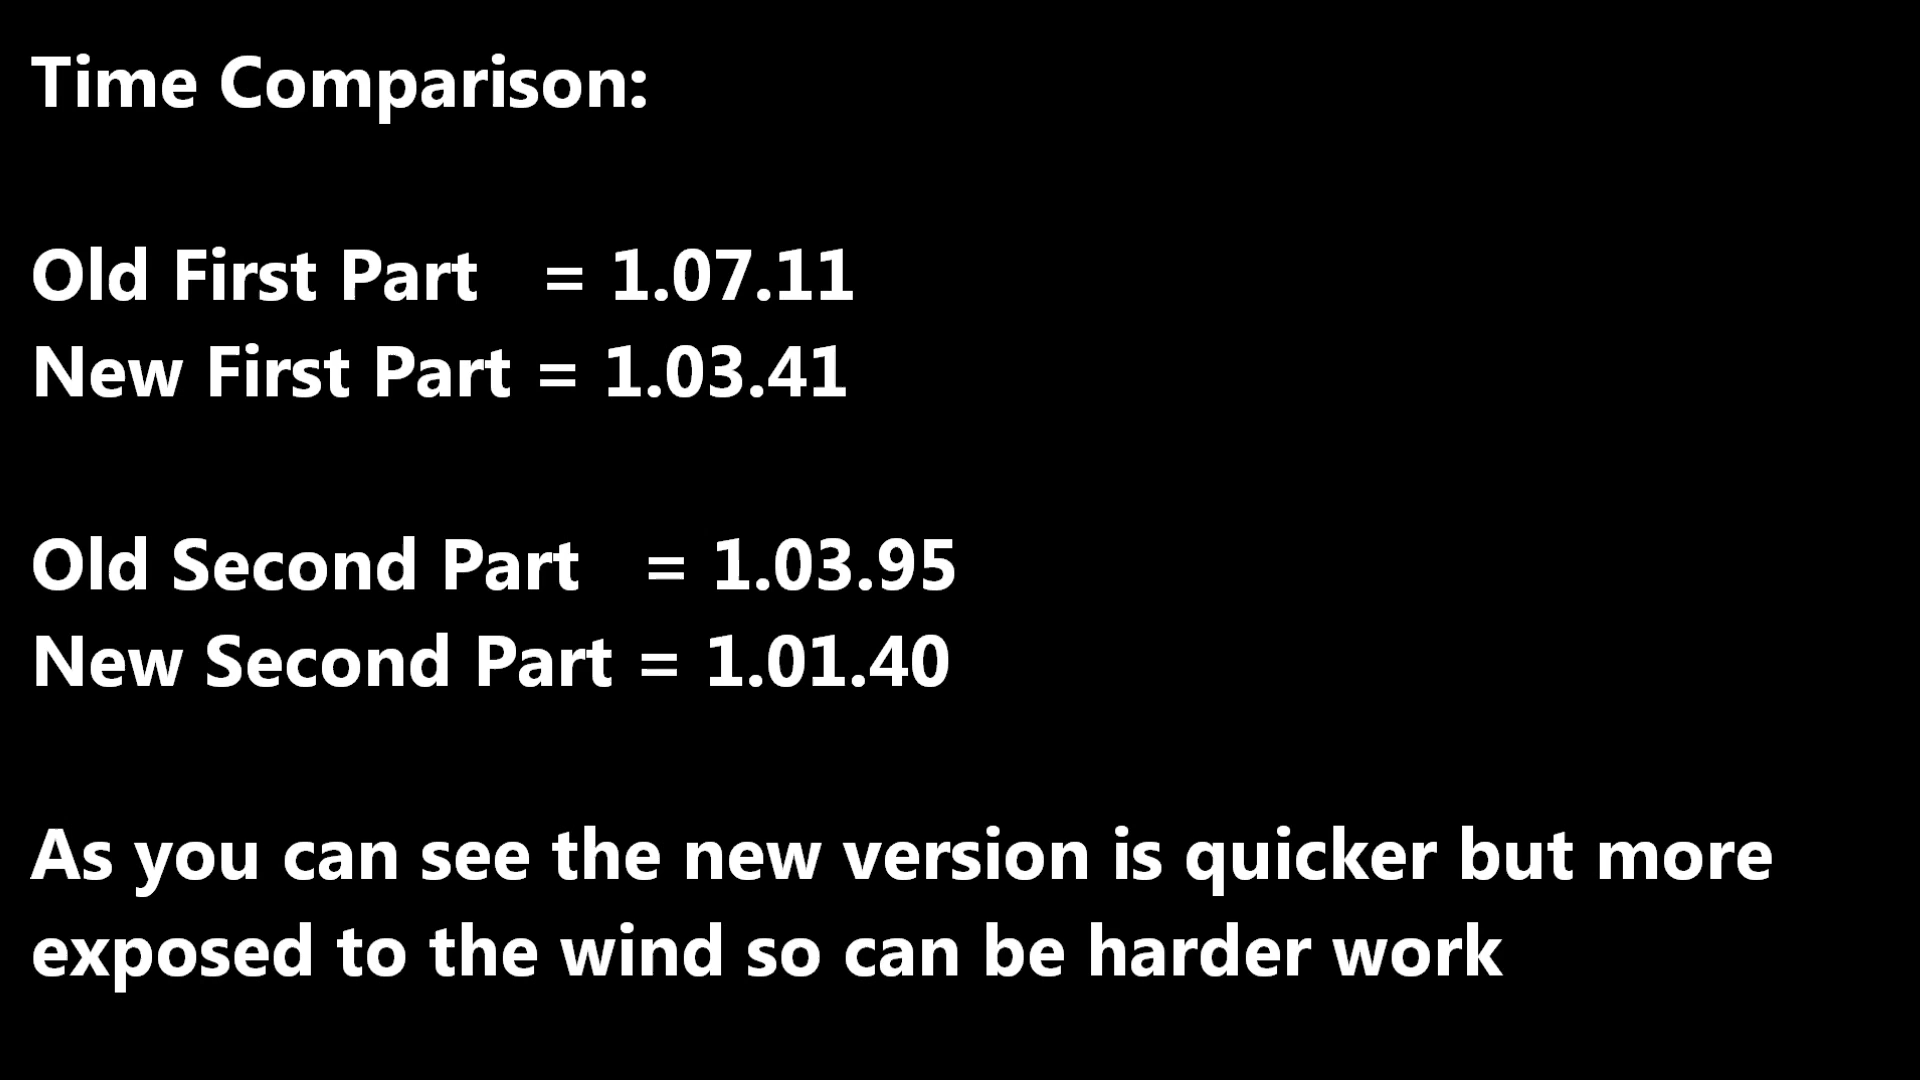 Time Comparison:
Old First Part = 1.07.11
New First Part = 1.03.41
Old Second Part = 1.03.95
New Second Part = 1.01.40
As you can see the new version is quicker but more
exposed to the wind so can be harder work